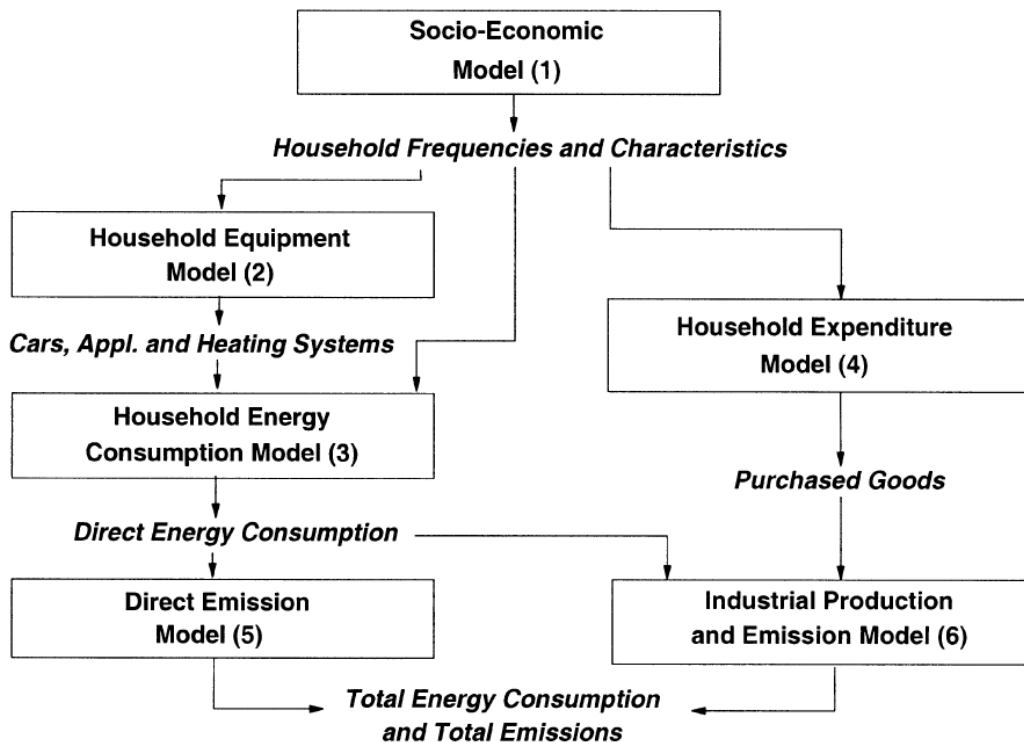 Socio-Economic
Model (1)
Household Frequencies and Characteristics
Household Equipment
Model (2)
Cars, Appl. and Heating Systems
Household Expenditure
Model (4)
Household Energy
Consumption Model (3)
Purchased Goods
Direct Energy Consumption
Direct Emission
Model (5)
Industrial Production
and Emission Model (6)
Total Energy Consumption
and Total Emissions